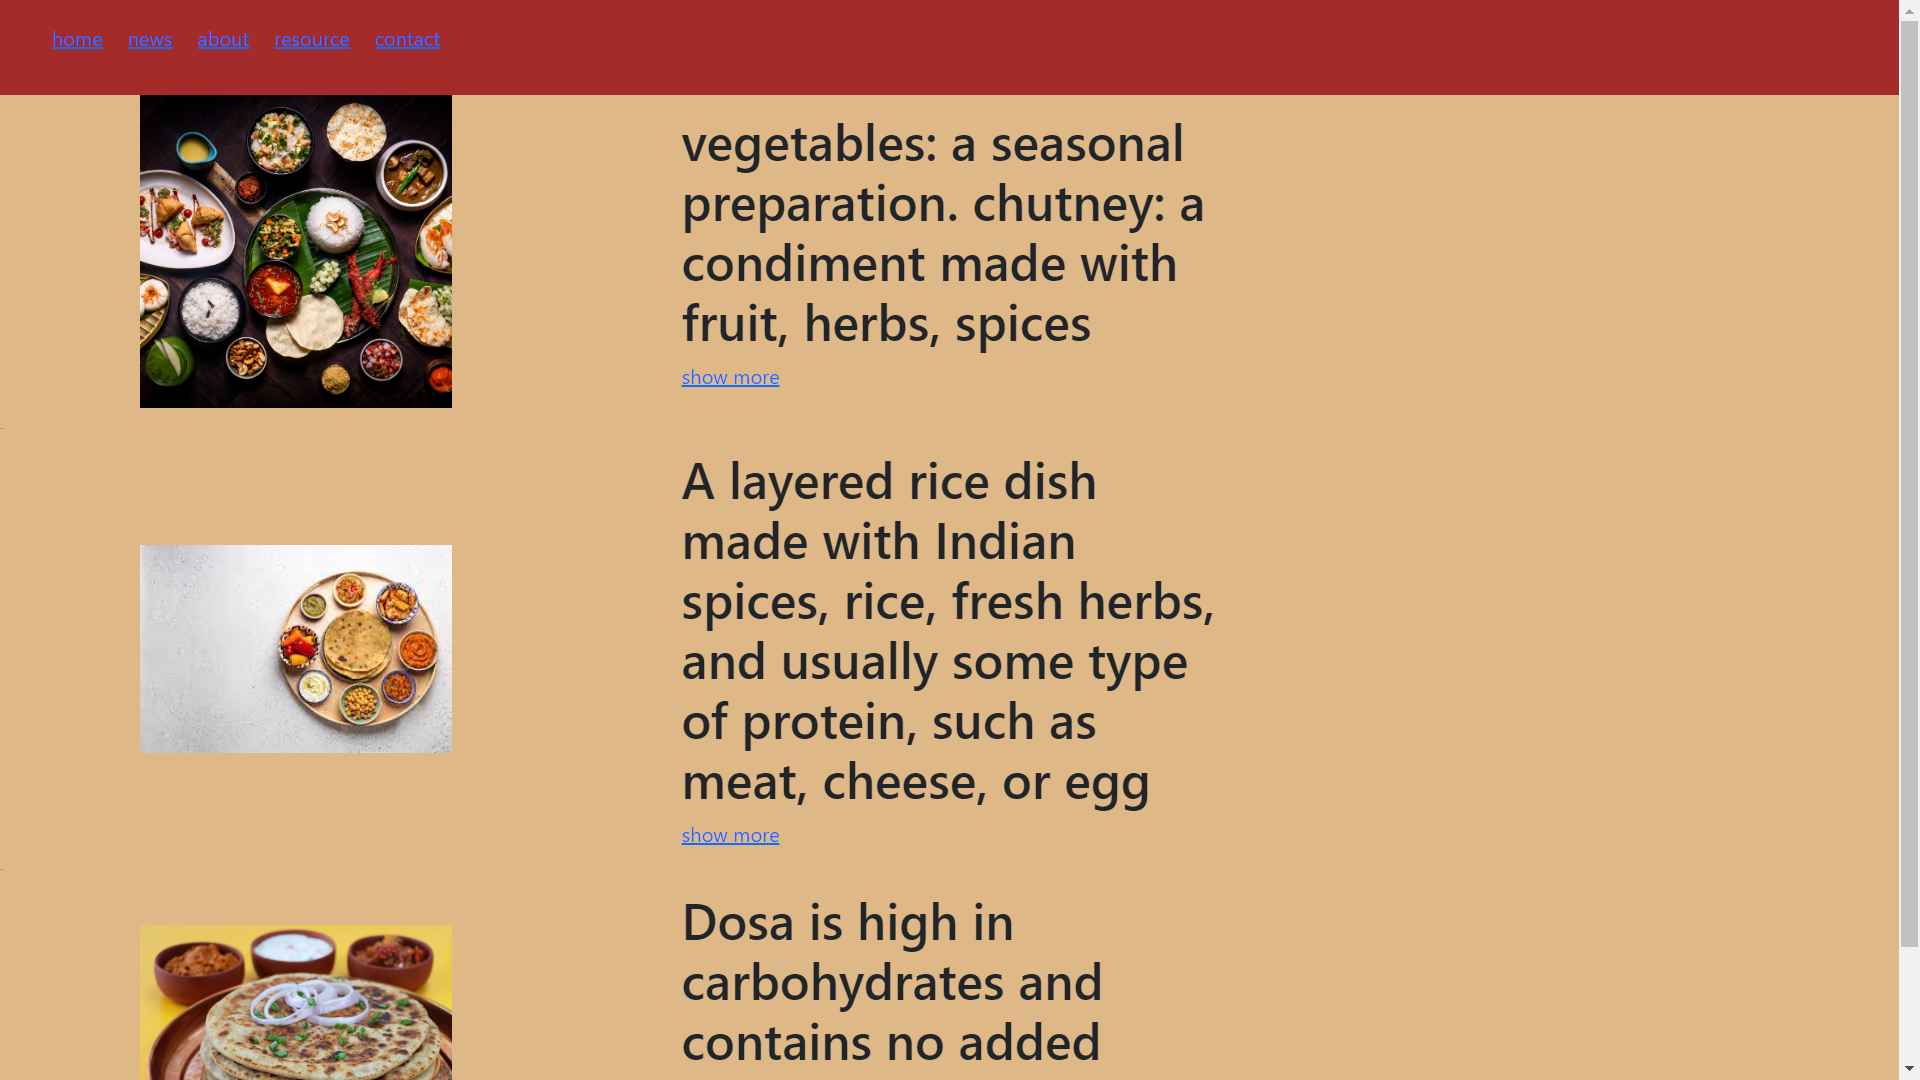 home news about resource contact
vegetables: a seasonal
preparation. chutney: a
condiment made with
fruit, herbs, spices
show more
A layered rice dish
made with Indian
spices, rice, fresh herbs,
and usually some type
of protein, such as
meat, cheese, or egg
show more
Dosa is high in
carbohydrates and
contains no added